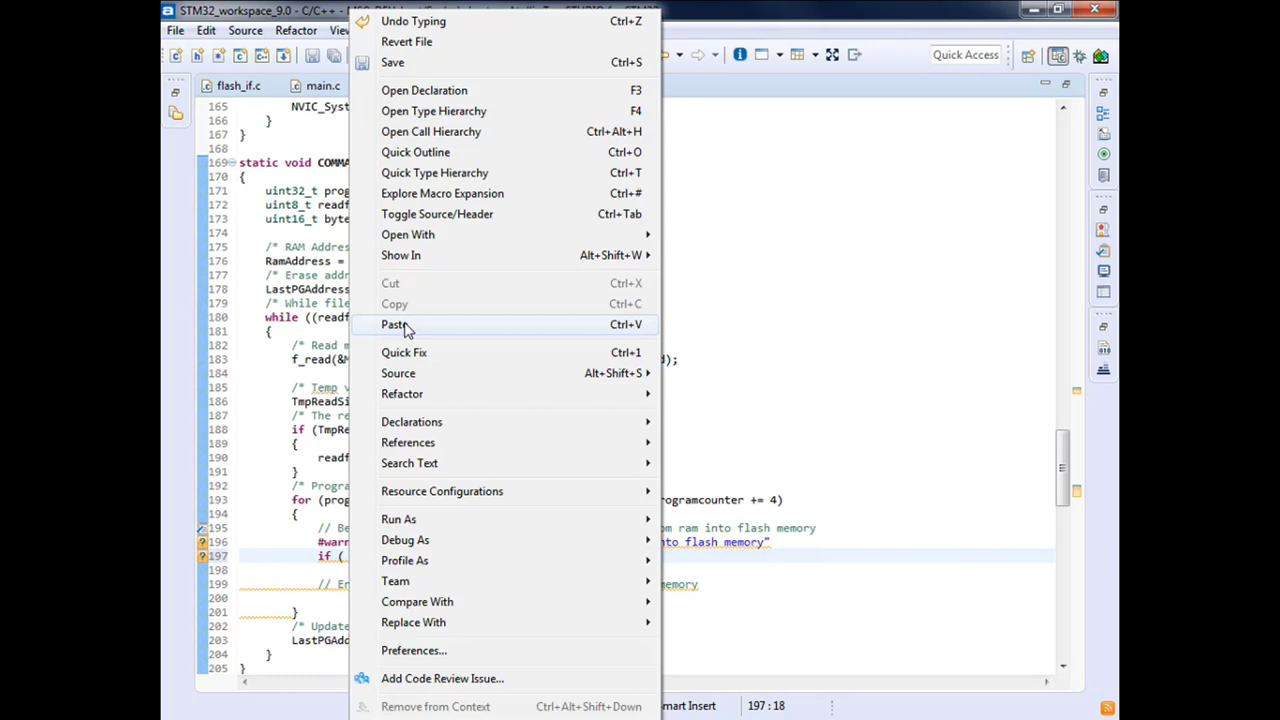 STM32_workspace_9.0 - C/C++ -
File Edit Source Refactor
Quick Access
flash_if.c main.c
Undo Typing Ctrl+Z
Revert File
Save Ctrl+S
Open Declaration F3
Open Type Hierarchy F4
Open Call Hierarchy Ctrl+Alt+H
Quick Outline Ctrl+O
Quick Type Hierarchy Ctrl+T
Explore Macro Expansion Ctrl+#
Toggle Source/Header Ctrl+Tab
Open With
Show In Alt+Shift+W
Cut Ctrl+X
Copy Ctrl+C
Paste Ctrl+V
Quick Fix Ctrl+1
Source Alt+Shift+S
Refactor
Declarations
References
Search Text
Resource Configurations
Run As
Debug As
Profile As
Team
Compare With
Replace With
Preferences...
Add Code Review Issue...
Remove from Context Ctrl+Alt+Shift+Down
165 NVIC_Syst
166 }
167 }
168
169 static void COMMA
170 {
171 uint32_t prog
172 uint8_t readf
173 uint16_t byte
174
175 /* RAM Addres
176 RamAddress =
177 /* Erase addr
178 LastPGAddress
179 /* While file
180 while ((readf
181 {
182 /* Read m
183 f_read(&M d);
184
185 /* Temp v
186 TmpReadSi
187 /* The re
188 if (TmpR
189 {
190 readf
191 }
192 /* Progra
193 for (prog ogramcounter += 4)
194 {
195 // Be om ram into flash memory
196 #warn nto flash memory"
197 if (
198
199 // En memory
200
201 }
202 /* Updat
203 LastPGAdd
204 }
205 }
mart Insert 197 : 18